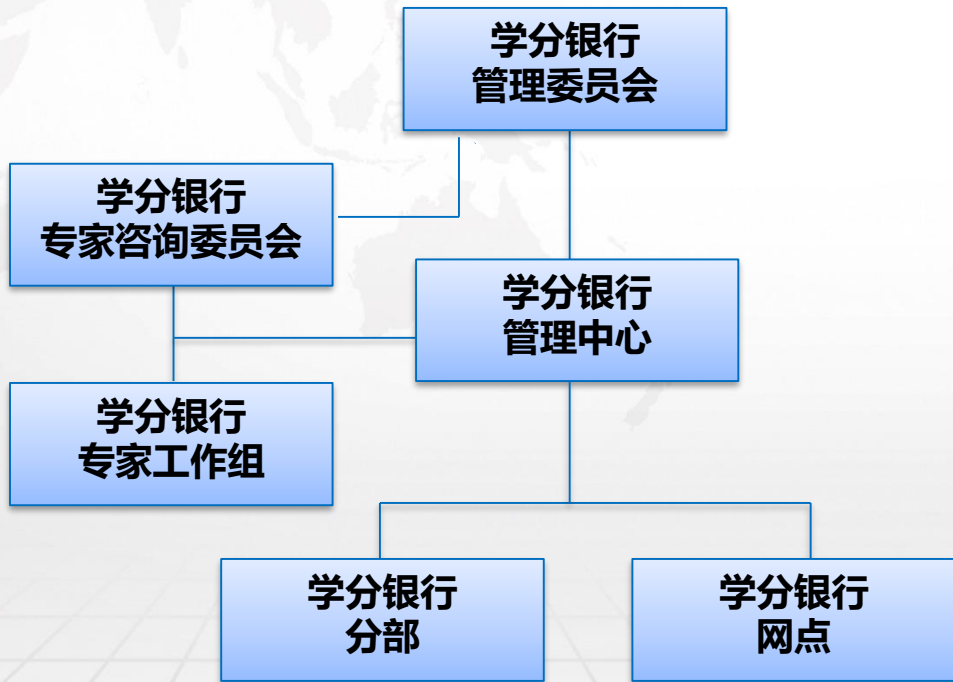 学分银行
管理委员会
学分银行
专家咨询委员会
学分银行
管理中心
学分银行
专家工作组
学分银行
分部
学分银行
网点